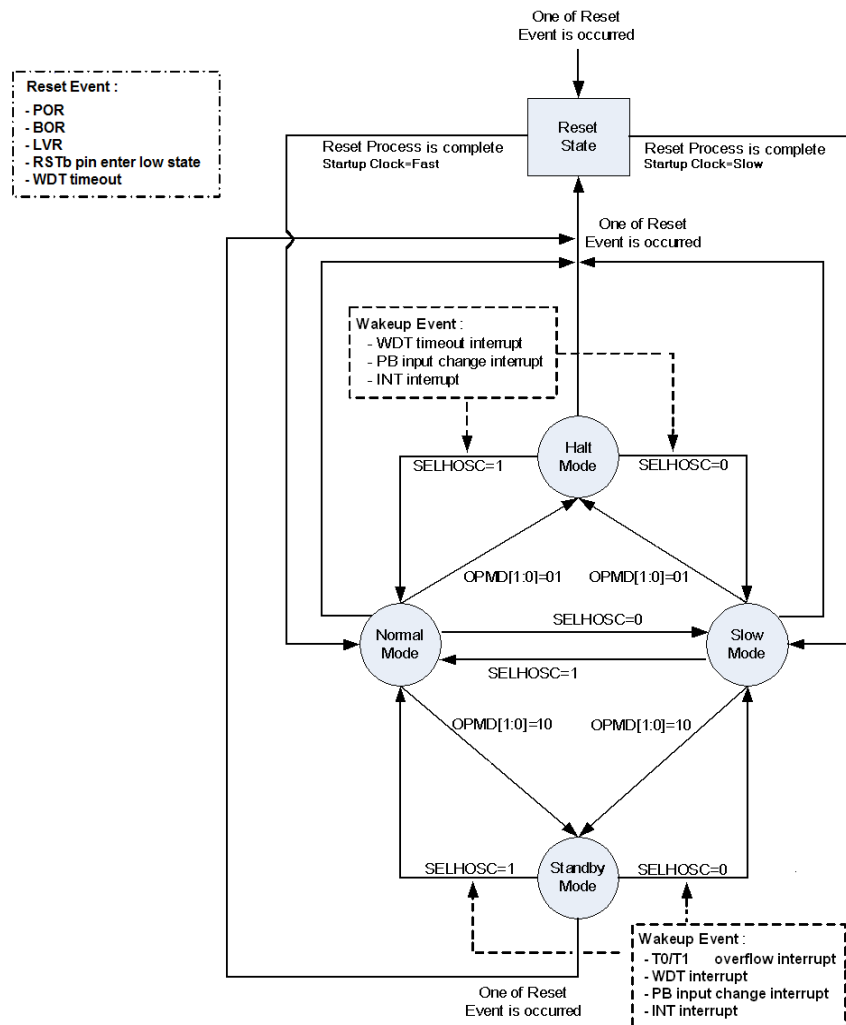 One of Reset
Event is occurred
Reset Event :
- POR
- BOR
- LVR
- RSTb pin enter low state
- WDT timeout
Reset
State
Reset Process is complete
Startup Clock=Fast
Reset Process is complete
Startup Clock=Slow
One of Reset
Event is occurred
Wakeup Event :
- WDT timeout interrupt
- PB input change interrupt
- INT interrupt
Halt
Mode
SELHOSC=1
SELHOSC=0
OPMD[1:0]=01
OPMD[1:0]=01
Normal
Mode
SELHOSC=0
Slow
Mode
SELHOSC=1
OPMD[1:0]=10
OPMD[1:0]=10
SELHOSC=1
Standby
Mode
SELHOSC=0
Wakeup Event :
- T0/T1 overflow interrupt
- WDT interrupt
- PB input change interrupt
- INT interrupt
One of Reset
Event is occurred